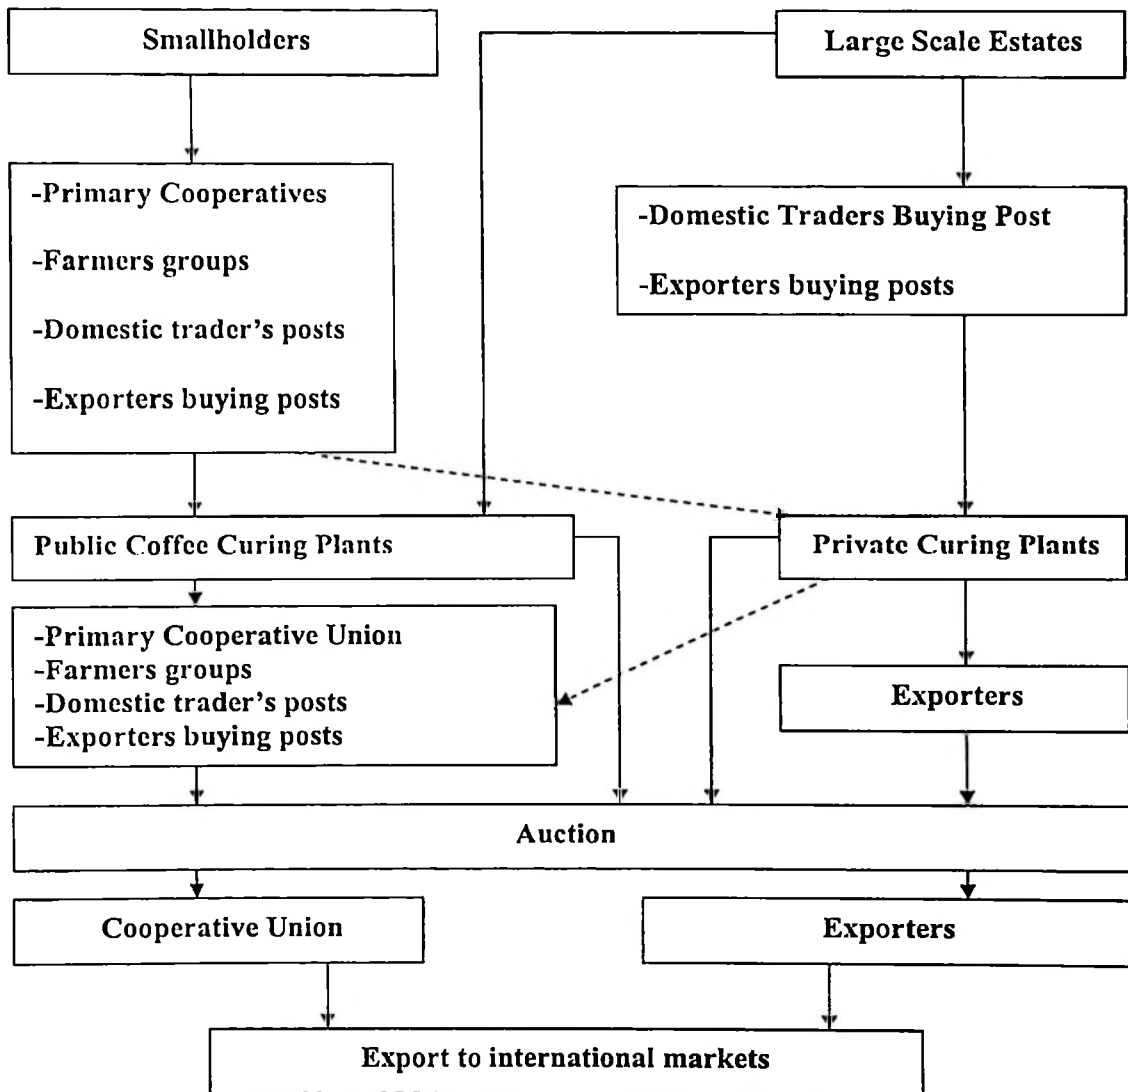 Smallholders
Large Scale Estates
-Primary Cooperatives
-Farmers groups
-Domestic trader's posts
-Exporters buying posts
-Domestic Traders Buying Post
-Exporters buying posts
Public Coffee Curing Plants
Private Curing Plants
-Primary Cooperative Union
-Farmers groups
-Domestic trader's posts
-Exporters buying posts
Exporters
Auction
Cooperative Union
Exporters
Export to international markets